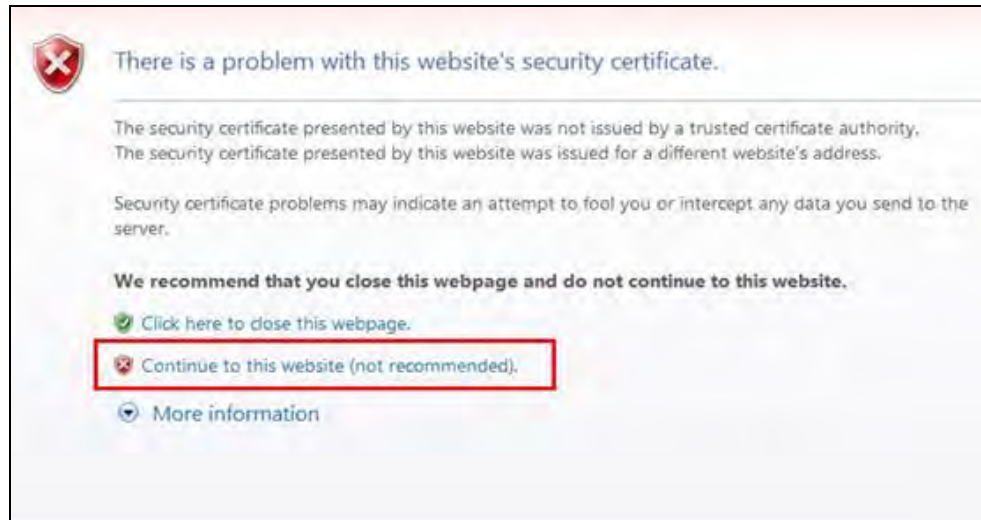 There is a problem with this website's security certificate.
The security certificate presented by this website was not issued by a trusted certificate authority.
The security certificate presented by this website was issued for a different website's address.
Security certificate problems may indicate an attempt to fool you or intercept any data you send to the
server.
We recommend that you close this webpage and do not continue to this website.
Click here to close this webpage.
Continue to this website (not recommended).
More information